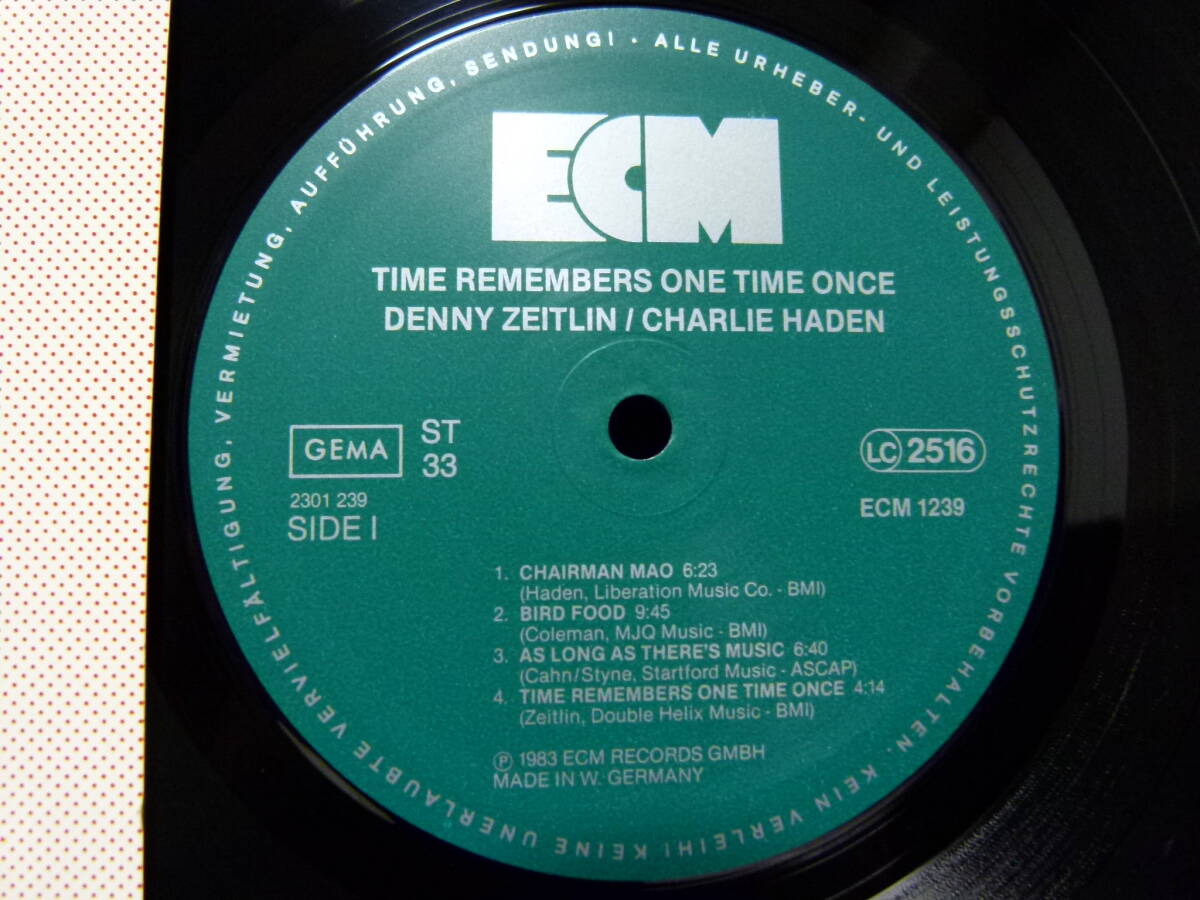 ALLE URHEBER- UND LEISTUNGSSCHUTZRECHTE VORBEHALTEN. KEIN VERLEIH! KEINE UNERLAUBTE VERVIELFÄLTIGUNG, VERMIETUNG, AUFFÜHRUNG, SENDUNG! ·
ECM
TIME REMEMBERS ONE TIME ONCE
DENNY ZEITLIN / CHARLIE HADEN
GEMA
ST
33
LC 2516
2301 239
SIDE I
ECM 1239
1. CHAIRMAN MAO 6:23
(Haden, Liberation Music Co. - BMI)
2. BIRD FOOD 9:45
(Coleman, MJQ Music - BMI)
3. AS LONG AS THERE'S MUSIC 6:40
(Cahn/Styne, Startford Music - ASCAP)
4. TIME REMEMBERS ONE TIME ONCE 4:14
(Zeitlin, Double Helix Music - BMI)
℗ 1983 ECM RECORDS GMBH
MADE IN W. GERMANY